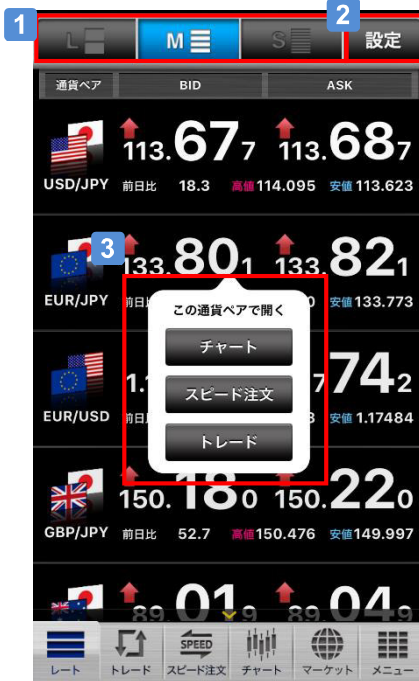 1
2
L
M
S
設定
通貨ペア BID ASK
113.677 113.687
USD/JPY 前日比 18.3 高値114.095 安値113.623
3
133.801 133.821
EUR/JPY 安値133.773
この通貨ペアで開く
チャート
スピード注文
トレード
742
EUR/USD 安値1.17484
150.180 150.220
GBP/JPY 前日比 52.7 高値150.476 安値149.997
89.019 89.049
レート トレード SPEED スピード注文 チャート マーケット メニュー